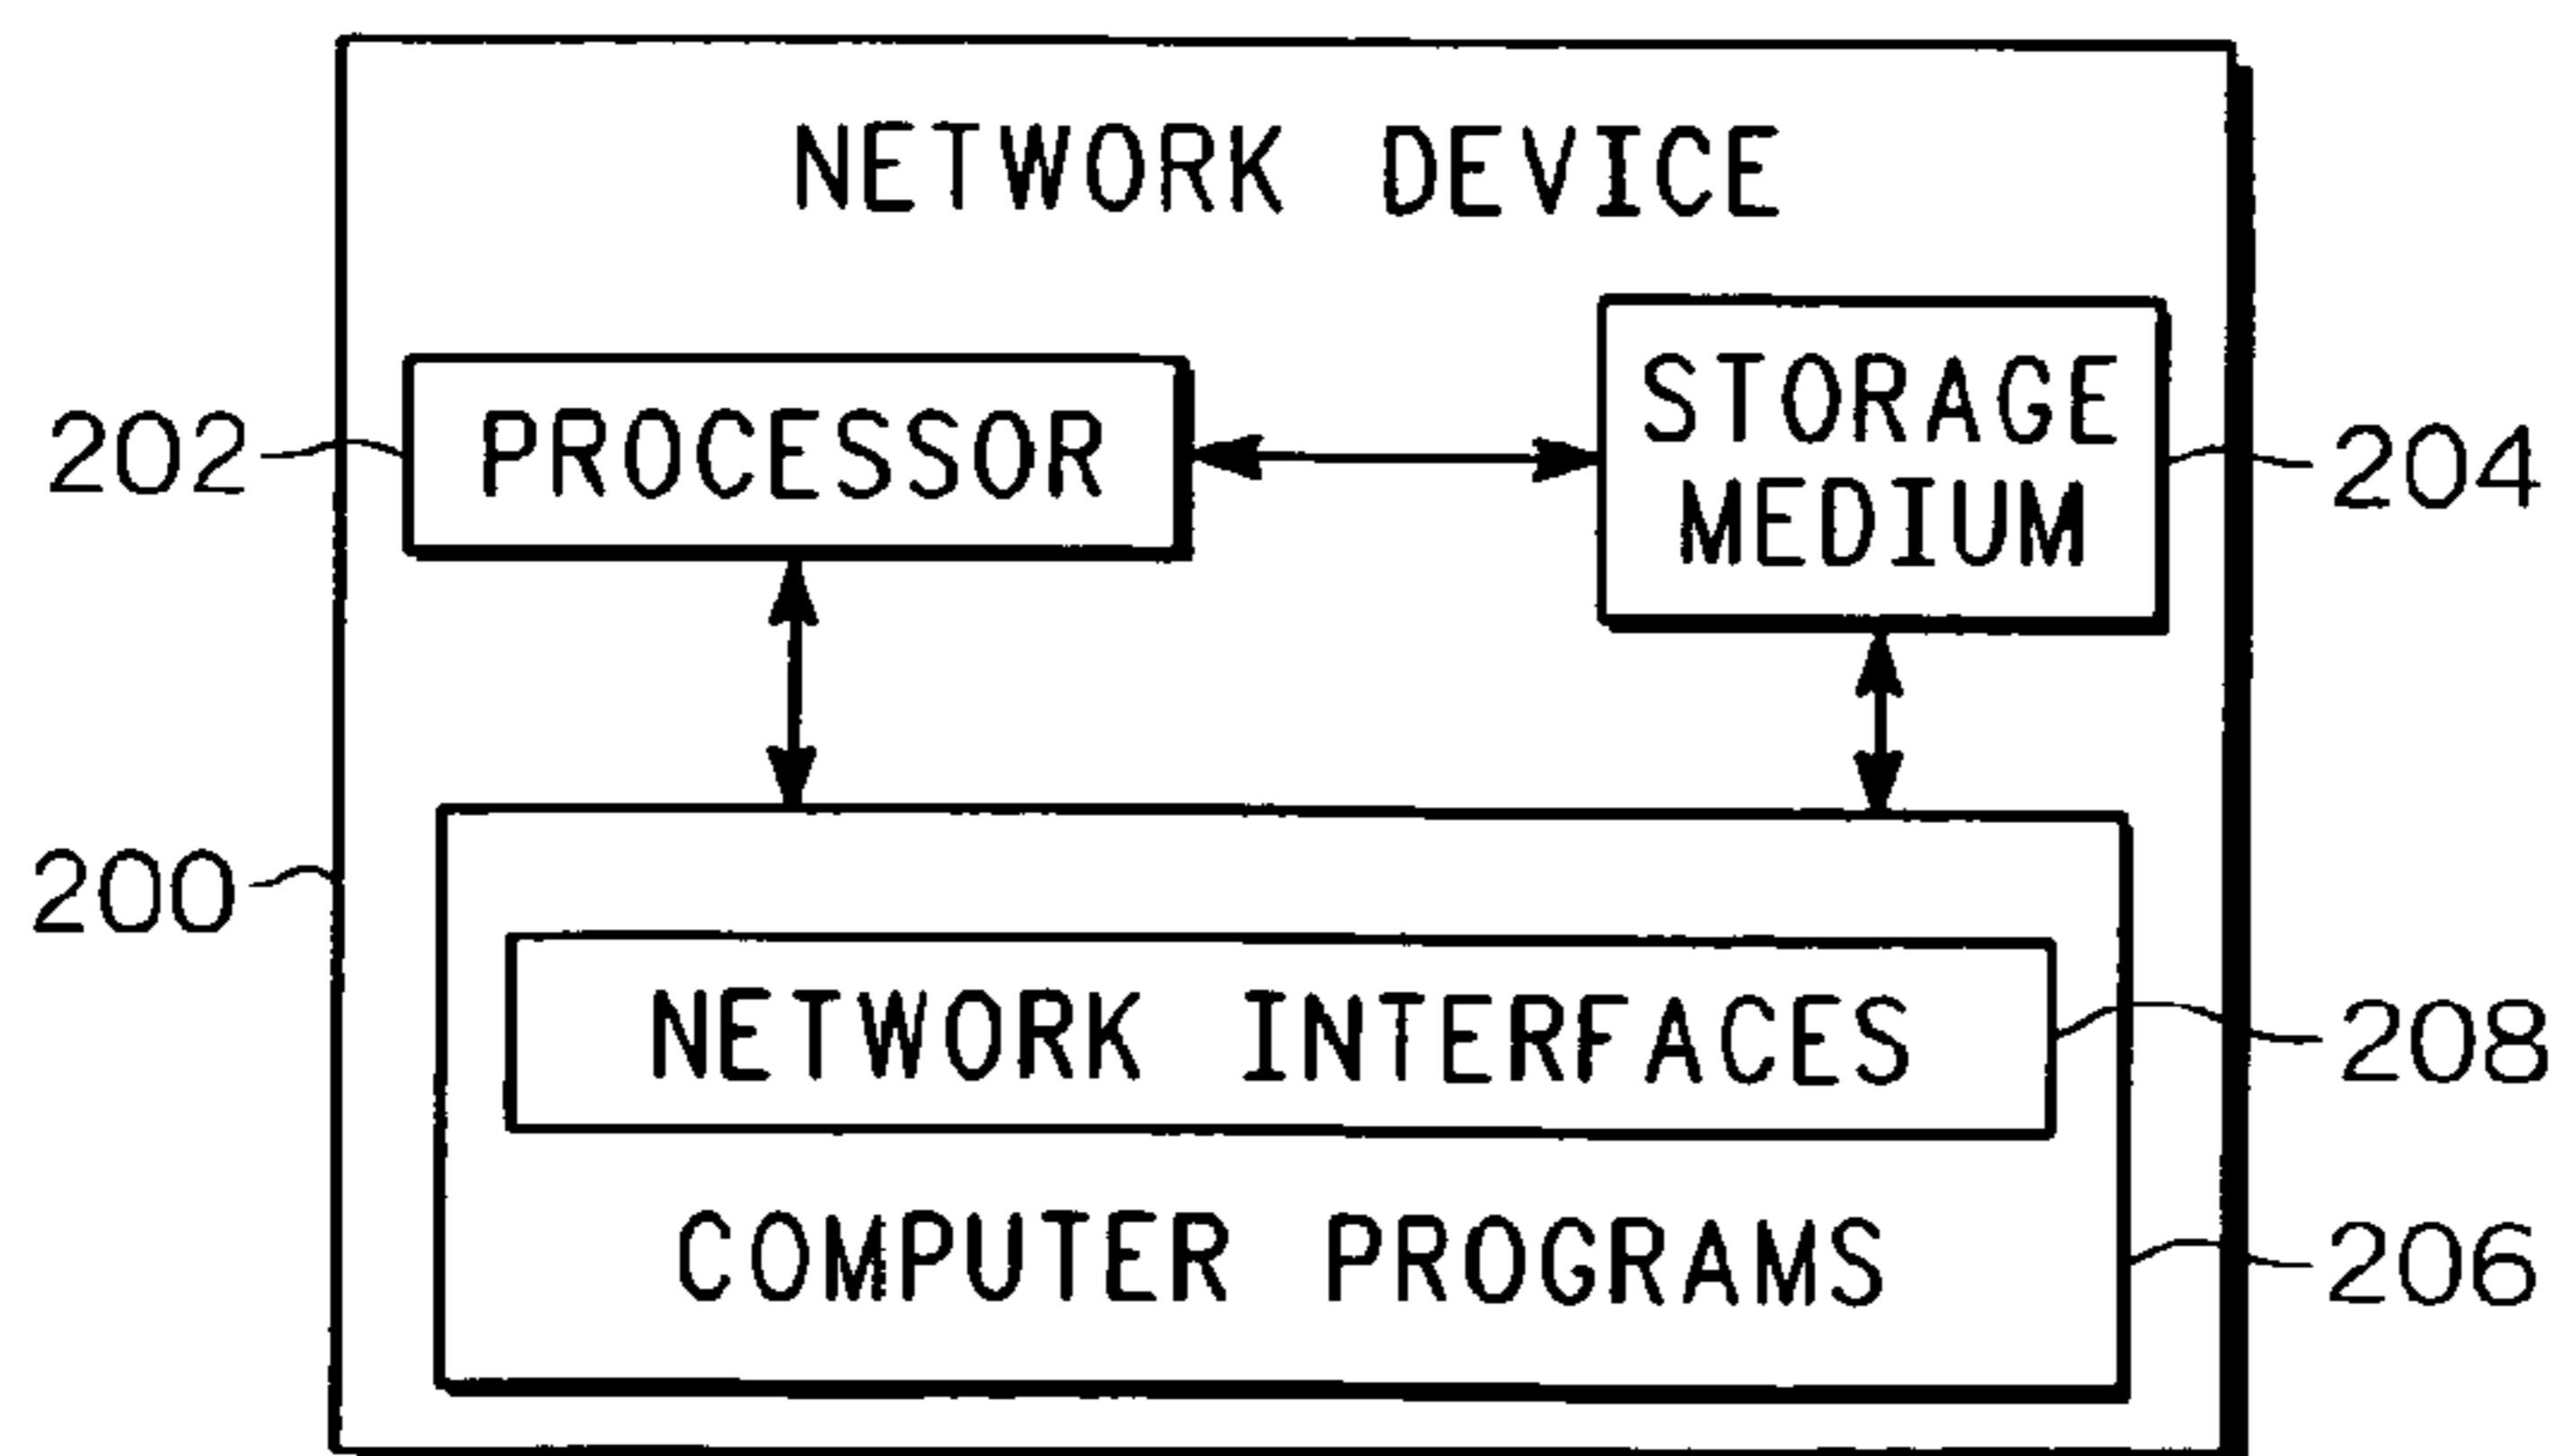 NETWORK DEVICE
STORAGE
MEDIUM
PROCESSOR
202
204
200
NETWORK INTERFACES
208
COMPUTER PROGRAMS
206